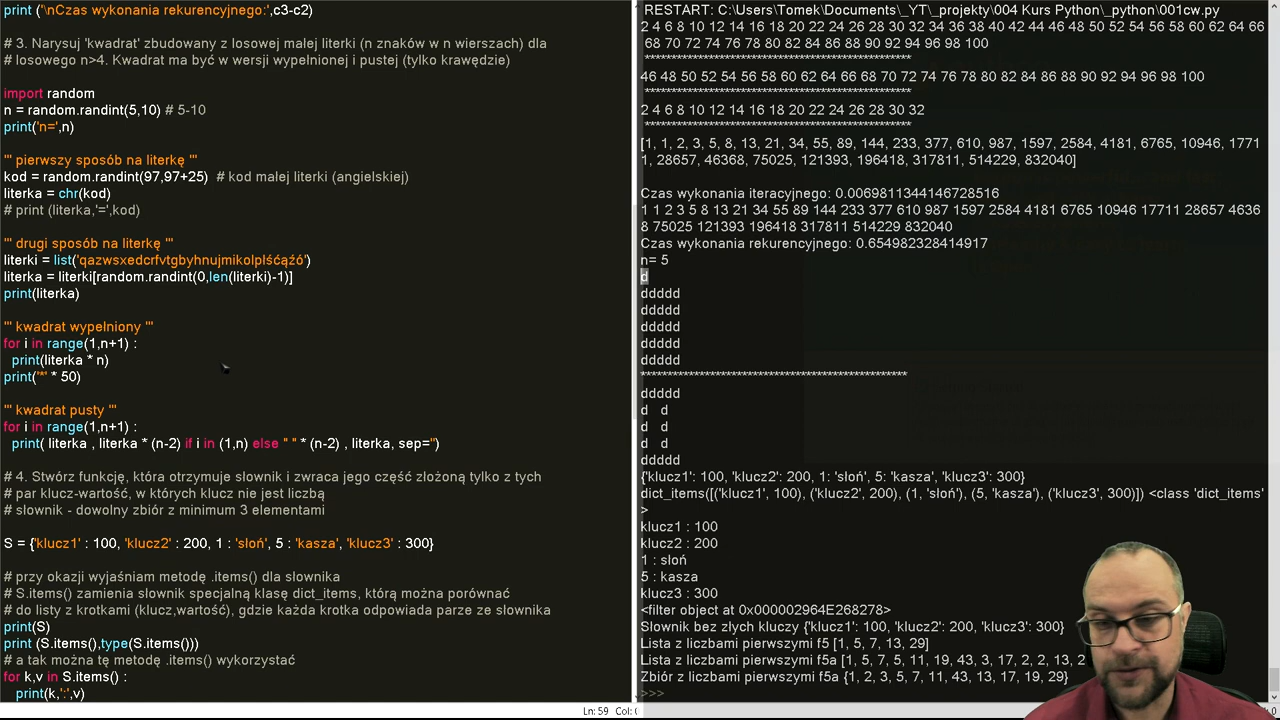 print ('\nCzas wykonania rekurencyjnego:',c3-c2)
# 3. Narysuj 'kwadrat' zbudowany z losowej małej literki (n znaków w n wierszach) dla
# losowego n>4. Kwadrat ma być w wersji wypełnionej i pustej (tylko krawędzie)
import random
n = random.randint(5,10) # 5-10
print('n=',n)
''' pierwszy sposób na literkę '''
kod = random.randint(97,97+25)  # kod małej literki (angielskiej)
literka = chr(kod)
# print (literka,'=',kod)
''' drugi sposób na literkę '''
literki = list('qazwsxedcrfvtgbyhnujmikolpłśćąźó')
literka = literki[random.randint(0,len(literki)-1)]
print(literka)
''' kwadrat wypełniony '''
for i in range(1,n+1) :
print(literka * n)
print('*' * 50)
''' kwadrat pusty '''
for i in range(1,n+1) :
print( literka , literka * (n-2) if i in (1,n) else " " * (n-2) , literka, sep='')
# 4. Stwórz funkcję, która otrzymuje słownik i zwraca jego część złożoną tylko z tych
# par klucz-wartość, w których klucz nie jest liczbą
# słownik - dowolny zbiór z minimum 3 elementami
S = {'klucz1' : 100, 'klucz2' : 200, 1 : 'słoń', 5 : 'kasza', 'klucz3' : 300}
# przy okazji wyjaśniam metodę .items() dla słownika
# S.items() zamienia słownik specjalną klasę dict_items, którą można porównać
# do listy z krotkami (klucz,wartość), gdzie każda krotka odpowiada parze ze słownika
print(S)
print (S.items(),type(S.items()))
# a tak można tę metodę .items() wykorzystać
for k,v in S.items() :
print(k,':',v)
Ln: 59 Col:
RESTART: C:\Users\Tomek\Documents\_YT\_projekty\004 Kurs Python\_python\001cw.py
2 4 6 8 10 12 14 16 18 20 22 24 26 28 30 32 34 36 38 40 42 44 46 48 50 52 54 56 58 60 62 64 66
68 70 72 74 76 78 80 82 84 86 88 90 92 94 96 98 100
**************************************************
46 48 50 52 54 56 58 60 62 64 66 68 70 72 74 76 78 80 82 84 86 88 90 92 94 96 98 100
**************************************************
2 4 6 8 10 12 14 16 18 20 22 24 26 28 30 32
**************************************************
[1, 1, 2, 3, 5, 8, 13, 21, 34, 55, 89, 144, 233, 377, 610, 987, 1597, 2584, 4181, 6765, 10946, 1771
1, 28657, 46368, 75025, 121393, 196418, 317811, 514229, 832040]
Czas wykonania iteracyjnego: 0.0069811344146728516
1 1 2 3 5 8 13 21 34 55 89 144 233 377 610 987 1597 2584 4181 6765 10946 17711 28657 4636
8 75025 121393 196418 317811 514229 832040
Czas wykonania rekurencyjnego: 0.654982328414917
n= 5
d
ddddd
ddddd
ddddd
ddddd
ddddd
**************************************************
ddddd
d   d
d   d
d   d
ddddd
{'klucz1': 100, 'klucz2': 200, 1: 'słoń', 5: 'kasza', 'klucz3': 300}
dict_items([('klucz1', 100), ('klucz2', 200), (1, 'słoń'), (5, 'kasza'), ('klucz3', 300)]) <class 'dict_items'
>
klucz1 : 100
klucz2 : 200
1 : słoń
5 : kasza
klucz3 : 300
<filter object at 0x000002964E268278>
Słownik bez złych kluczy {'klucz1': 100, 'klucz2': 200, 'klucz3': 300}
Lista z liczbami pierwszymi f5 [1, 5, 7, 13, 29]
Lista z liczbami pierwszymi f5a [1, 5, 7, 5, 11, 19, 43, 3, 17, 2, 2, 13, 2
Zbiór z liczbami pierwszymi f5a {1, 2, 3, 5, 7, 11, 43, 13, 17, 19, 29}
>>>